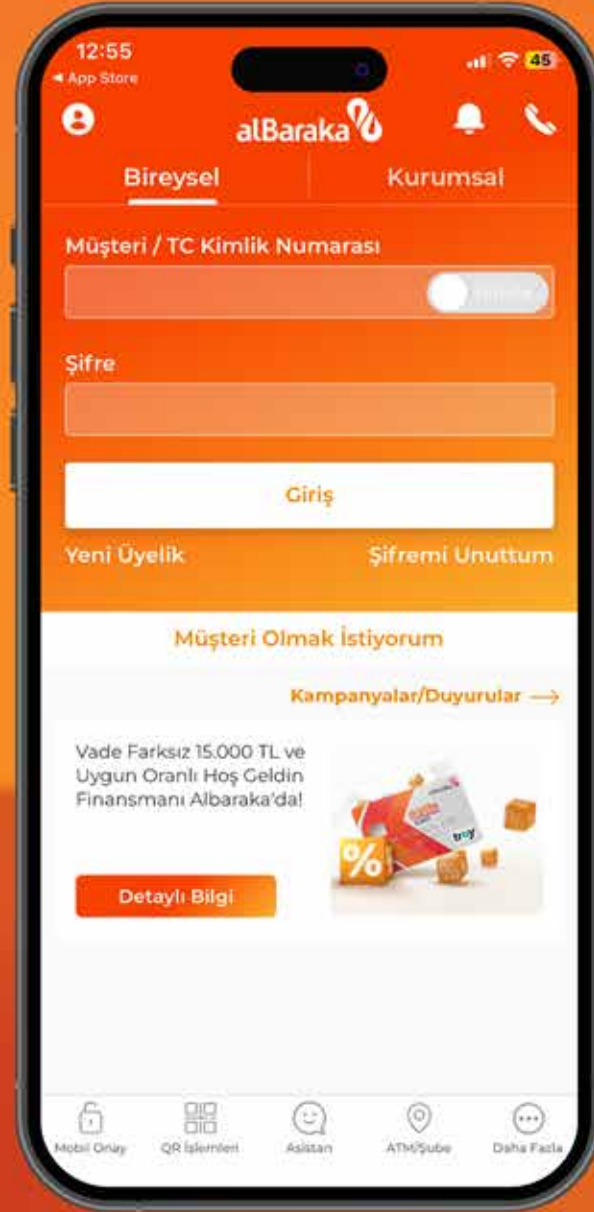 12:55
45
◄ App Store
alBaraka
Bireysel
Kurumsal
Müşteri / TC Kimlik Numarası
Şifre
Giriş
Yeni Üyelik
Şifremi Unuttum
Müşteri Olmak İstiyorum
Kampanyalar/Duyurular →
Vade Farksız 15.000 TL ve
Uygun Oranlı Hoş Geldin
Finansmanı Albaraka'da!
troy
%
Detaylı Bilgi
Mobil Onay
QR İşlemleri
Asistan
ATM/Şube
Daha Fazla